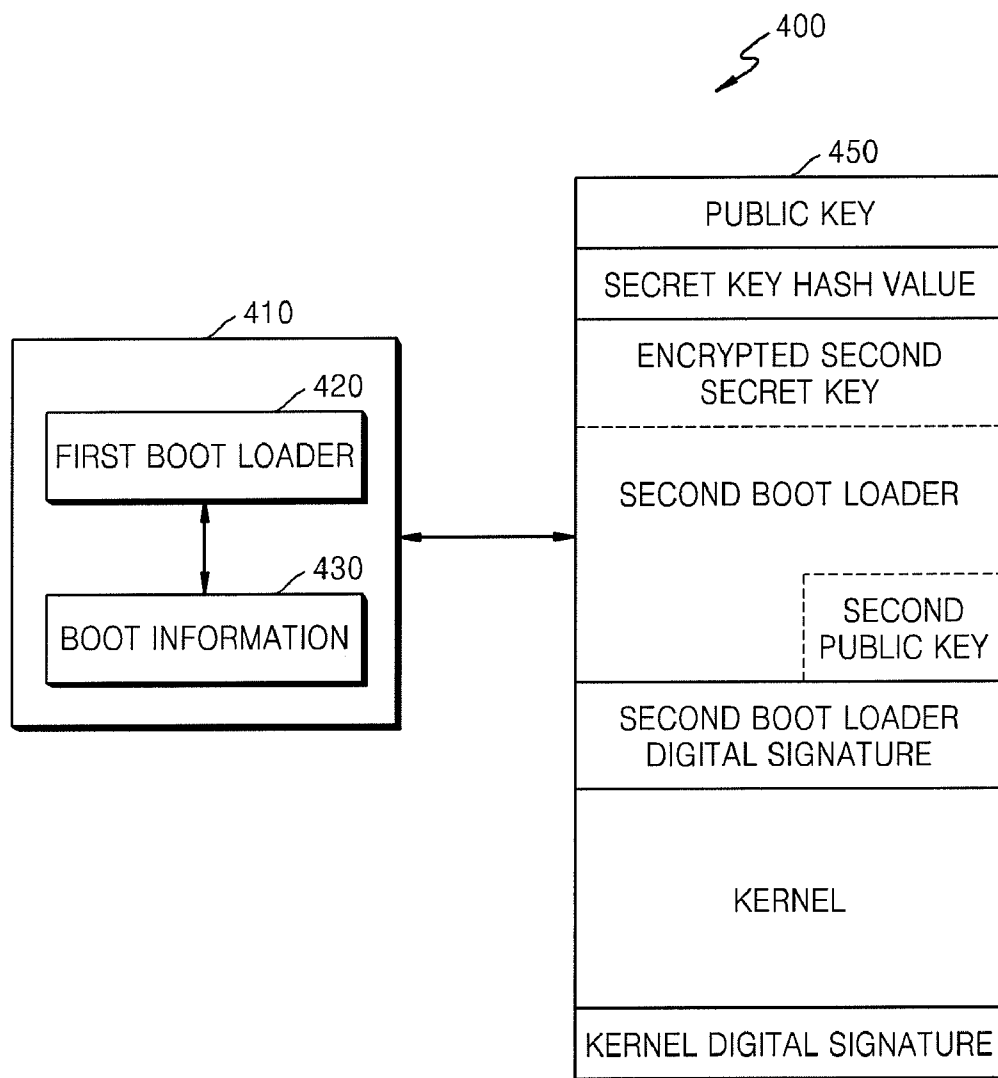 400
450
PUBLIC KEY
SECRET KEY HASH VALUE
ENCRYPTED SECOND
SECRET KEY
SECOND BOOT LOADER
SECOND
PUBLIC KEY
SECOND BOOT LOADER
DIGITAL SIGNATURE
KERNEL
KERNEL DIGITAL SIGNATURE
410
420
FIRST BOOT LOADER
430
BOOT INFORMATION